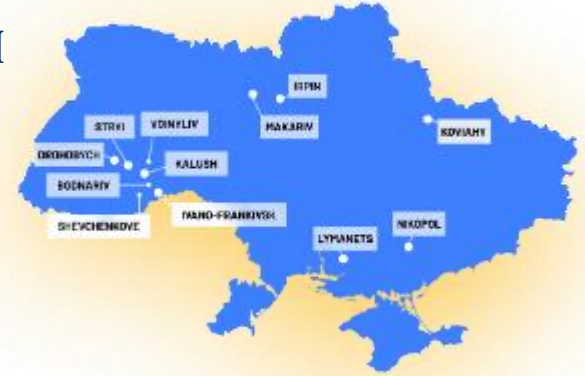 IRPIN
MAKARIV
KOVIAHY
STRYI
VOINYLIV
DROHOBYCH
KALUSH
BODNARIV
SHEVCHENKOVE
IVANO-FRANKIVSK
LYMANETS
NIKOPOL